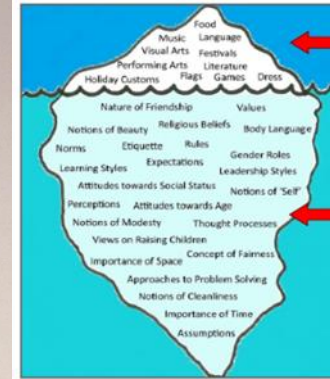 Food
Music Language
Visual Arts Festivals
Performing Arts Literature
Holiday Customs Flags Games Dress
Nature of Friendship Values
Notions of Beauty Religious Beliefs Body Language
Norms Etiquette Rules
Expectations Gender Roles
Learning Styles Leadership Styles
Attitudes towards Social Status Notions of 'Self'
Perceptions Attitudes towards Age
Notions of Modesty Thought Processes
Views on Raising Children
Importance of Space Concept of Fairness
Approaches to Problem Solving
Notions of Cleanliness
Importance of Time
Assumptions